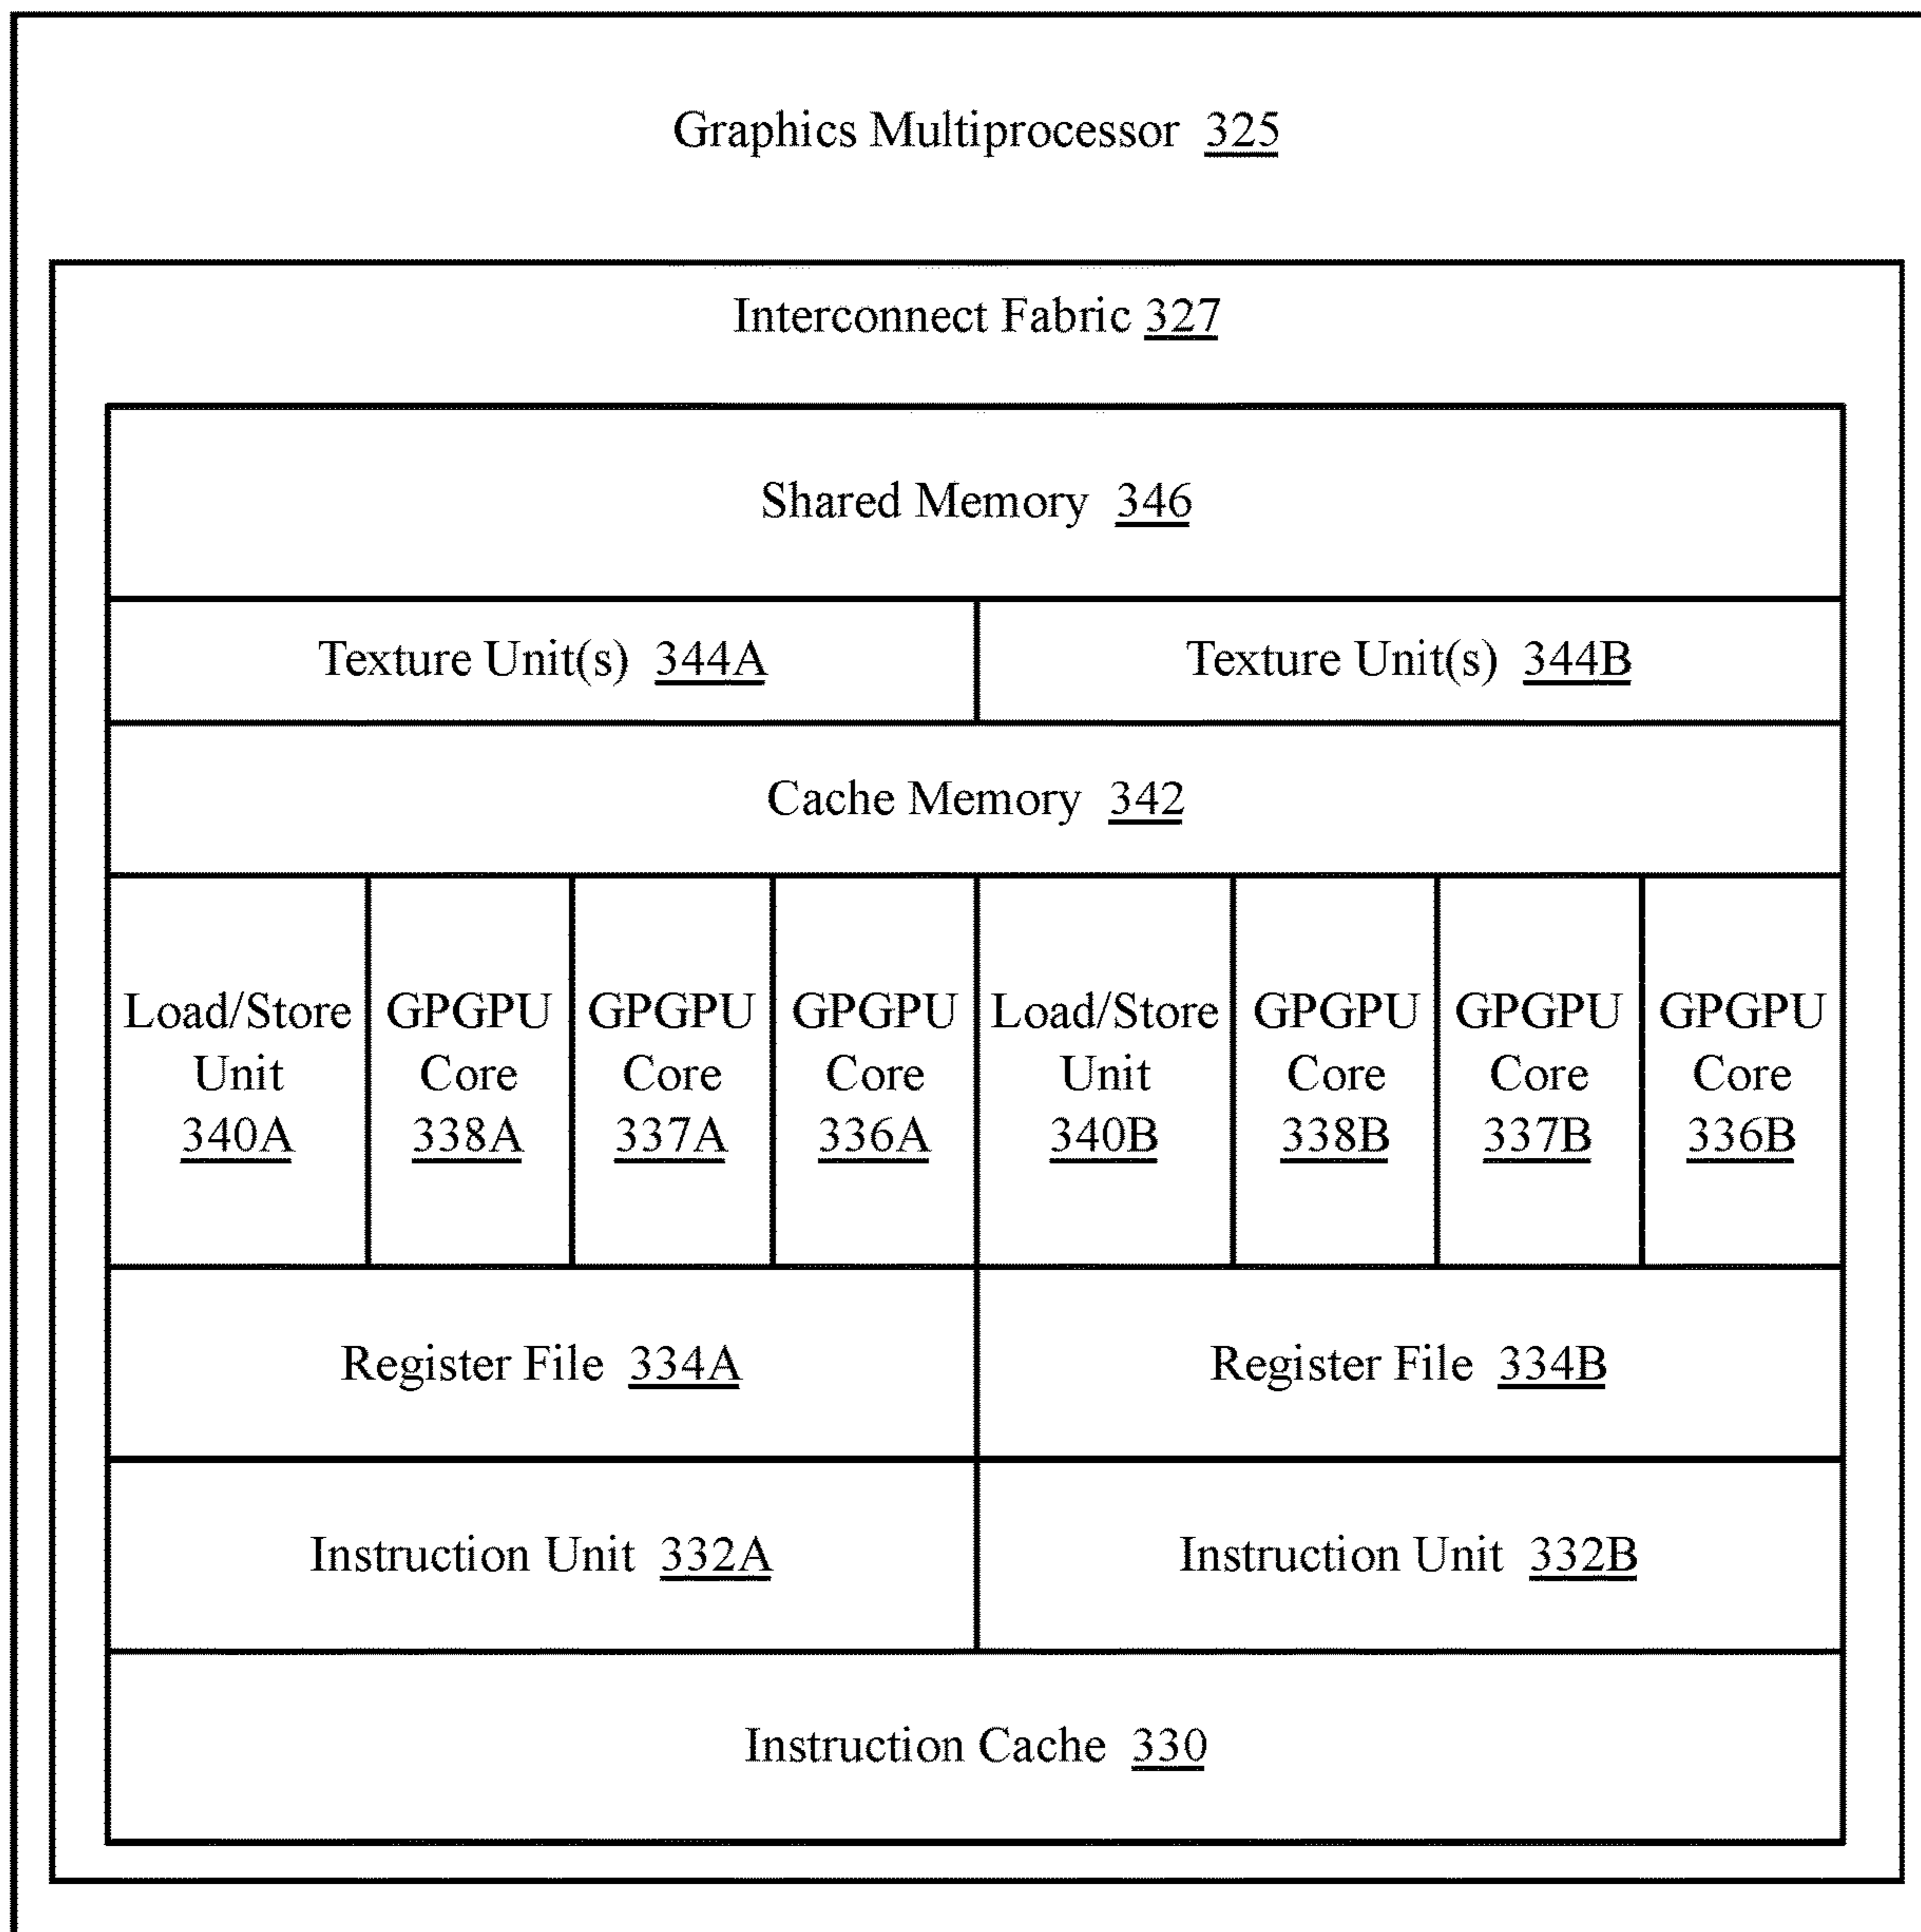 Graphics Multiprocessor 325
Interconnect Fabric 327
Shared Memory 346
Texture Unit(s) 344A
Texture Unit(s) 344B
Cache Memory 342
Load/Store
Unit
340A
GPGPU
Core
338A
GPGPU
Core
337A
GPGPU
Core
336A
Load/Store
Unit
340B
GPGPU
Core
338B
GPGPU
Core
337B
GPGPU
Core
336B
Register File 334A
Register File 334B
Instruction Unit 332A
Instruction Unit 332B
Instruction Cache 330